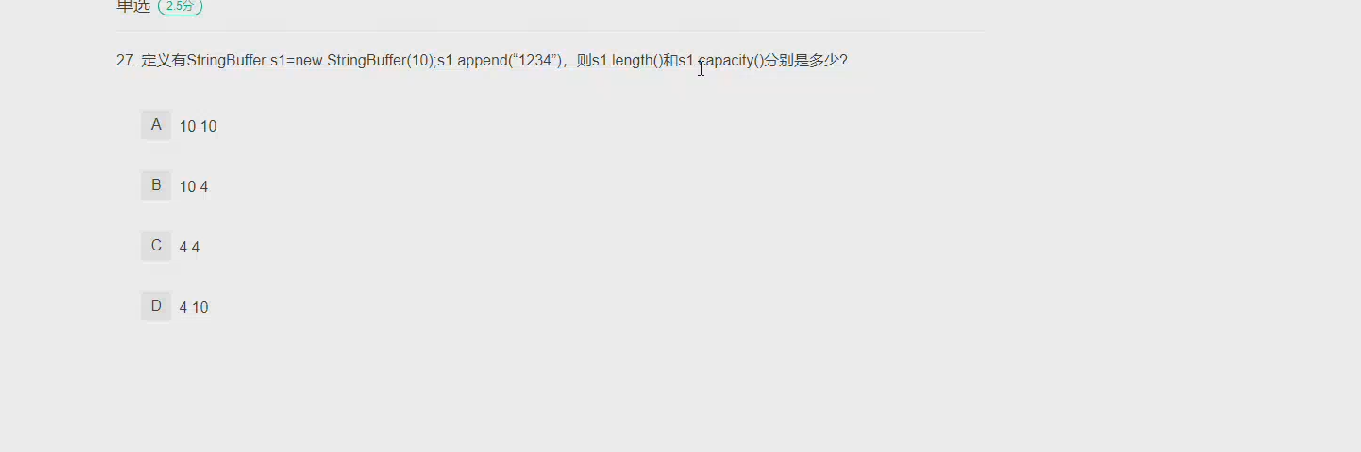 单选 2.5分
27 定义有StringBuffer s1=new StringBuffer(10);s1.append(“1234”)，则s1.length()和s1.capacity()分别是多少?
A 10 10
B 10 4
C 4 4
D 4 10